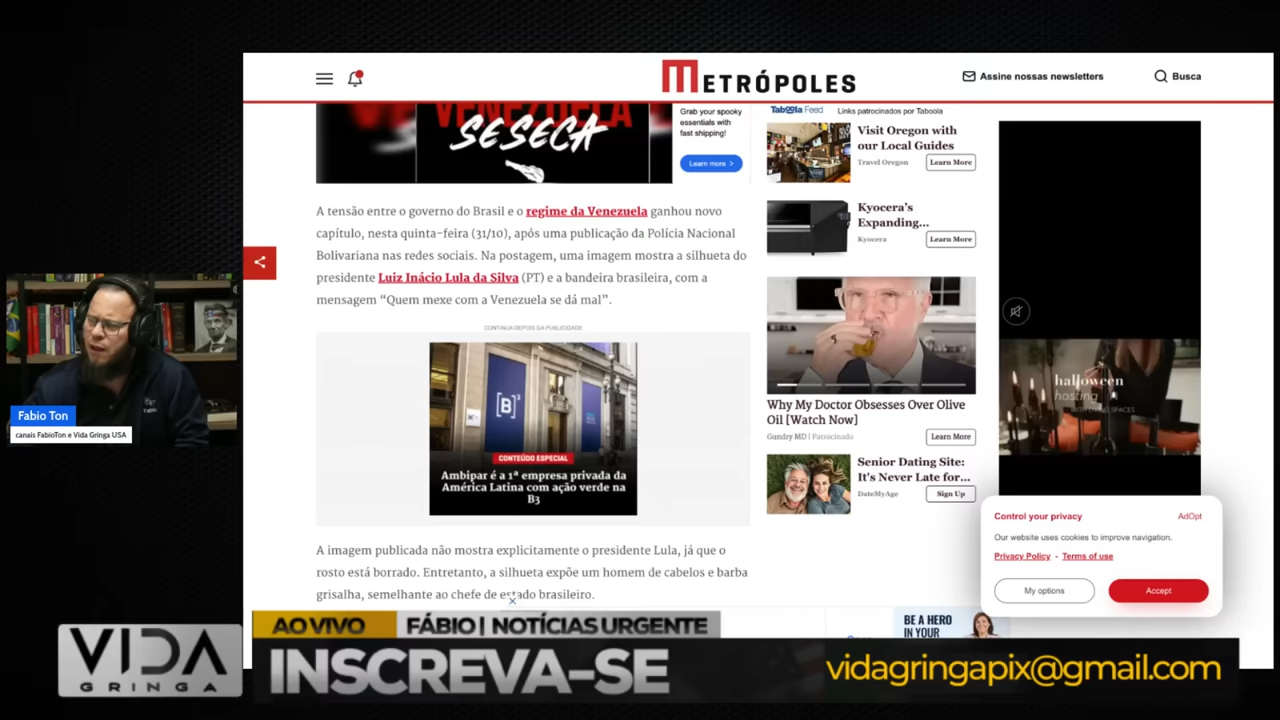 METRÓPOLES
Assine nossas newsletters
Busca
VENEZUELA
SESECA
Grab your spooky
essentials with
fast shipping!
Learn more >
Taboola Feed
Links patrocinados por Taboola
Visit Oregon with
our Local Guides
Travel Oregon
Learn More
Kyocera's
Expanding...
Kyocera
Learn More
A tensão entre o governo do Brasil e o regime da Venezuela ganhou novo
capítulo, nesta quinta-feira (31/10), após uma publicação da Polícia Nacional
Bolivariana nas redes sociais. Na postagem, uma imagem mostra a silhueta do
presidente Luiz Inácio Lula da Silva (PT) e a bandeira brasileira, com a
mensagem “Quem mexe com a Venezuela se dá mal”.
CONTINUA DEPOIS DA PUBLICIDADE
[B]³
CONTEÚDO ESPECIAL
Ambipar é a 1ª empresa privada da
América Latina com ação verde na
B3
Why My Doctor Obsesses Over Olive
Oil [Watch Now]
Gundry MD | Patrocinado
Learn More
Senior Dating Site:
It's Never Late for...
DateMyAge
Sign Up
halloween
hosting
Control your privacy
AdOpt
Our website uses cookies to improve navigation.
Privacy Policy - Terms of use
My options
Accept
A imagem publicada não mostra explicitamente o presidente Lula, já que o
rosto está borrado. Entretanto, a silhueta expõe um homem de cabelos e barba
grisalha, semelhante ao chefe de estado brasileiro.
BE A HERO
IN YOUR
Fabio Ton
canais FabioTon e Vida Gringa USA
AO VIVO
FÁBIO | NOTÍCIAS URGENTE
VIDA
GRINGA
INSCREVA-SE
vidagringapix@gmail.com